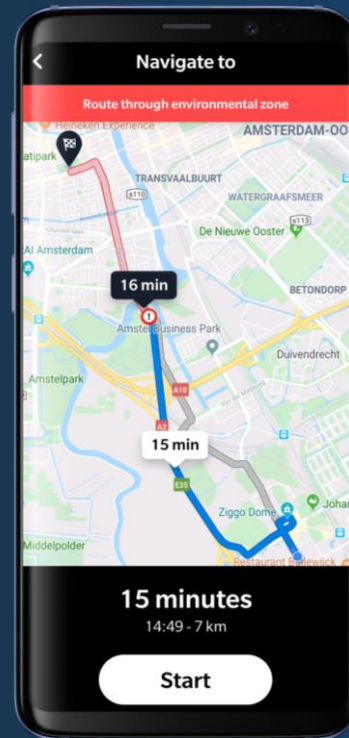 Navigate to
Route through environmental zone
Heineken Experience
AMSTERDAM-OO
atipark
TRANSVAALBUURT
s110
WATERGRAAFSMEER
s113
De Nieuwe Ooster
AI Amsterdam
16 min
BETONDORP
Amstel Business Park
Duivendrecht
Amstelpark
A10
A2
15 min
E35
Ziggo Dome
Johan
Middelpolder
Restaurant Bullewijck
15 minutes
14:49 - 7 km
Start